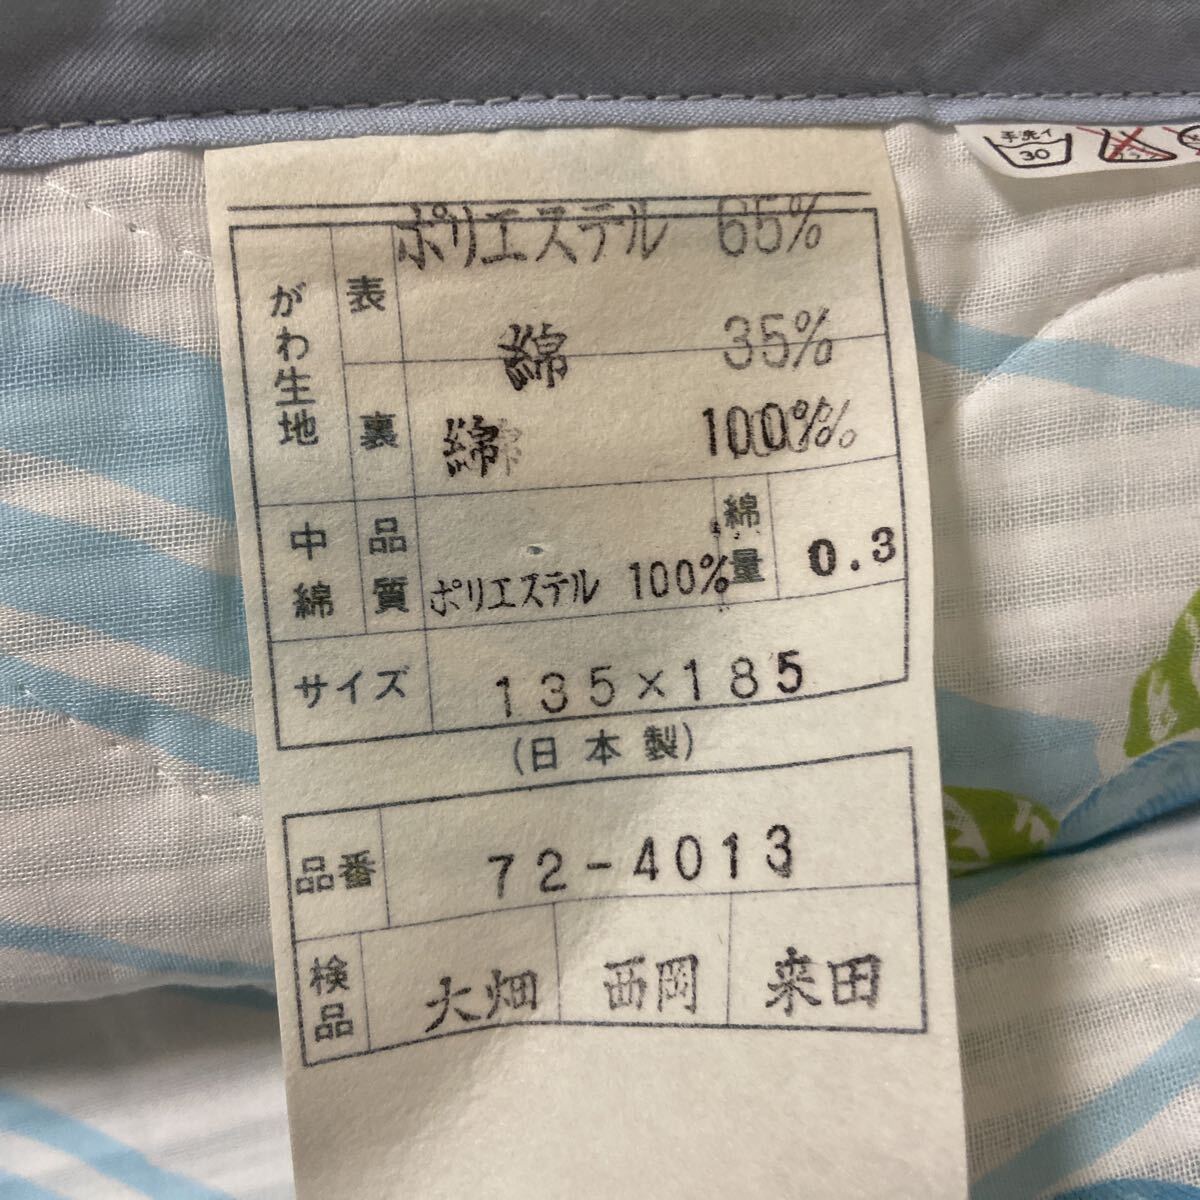 手洗イ
30
がわ生地
表
ポリエステル 65%
綿 35%
裏
綿 100%
中綿
品質
ポリエステル 100%
綿量
0.3
サイズ
135×185
(日本製)
品番
72-4013
検品
大畑
西岡
来田